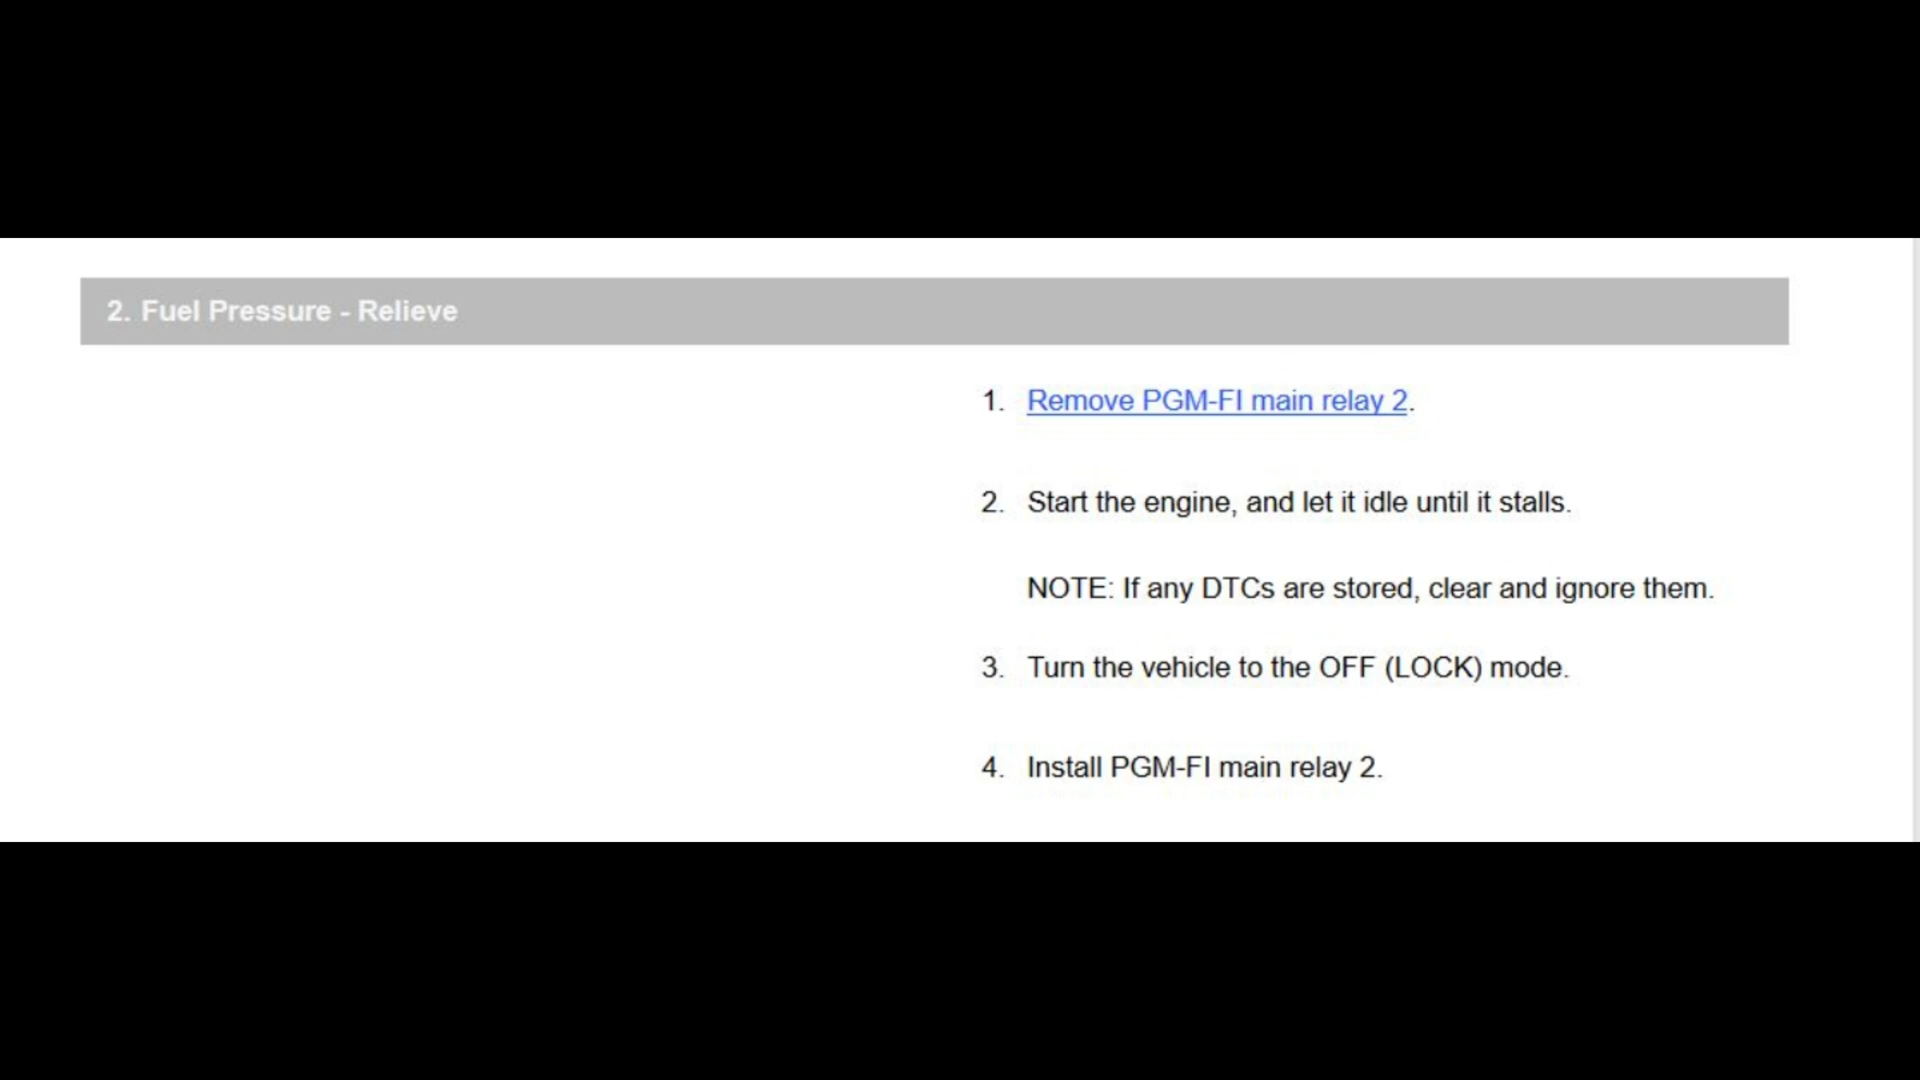 2. Fuel Pressure - Relieve
1. Remove PGM-FI main relay 2.
2. Start the engine, and let it idle until it stalls.
NOTE: If any DTCs are stored, clear and ignore them.
3. Turn the vehicle to the OFF (LOCK) mode.
4. Install PGM-FI main relay 2.